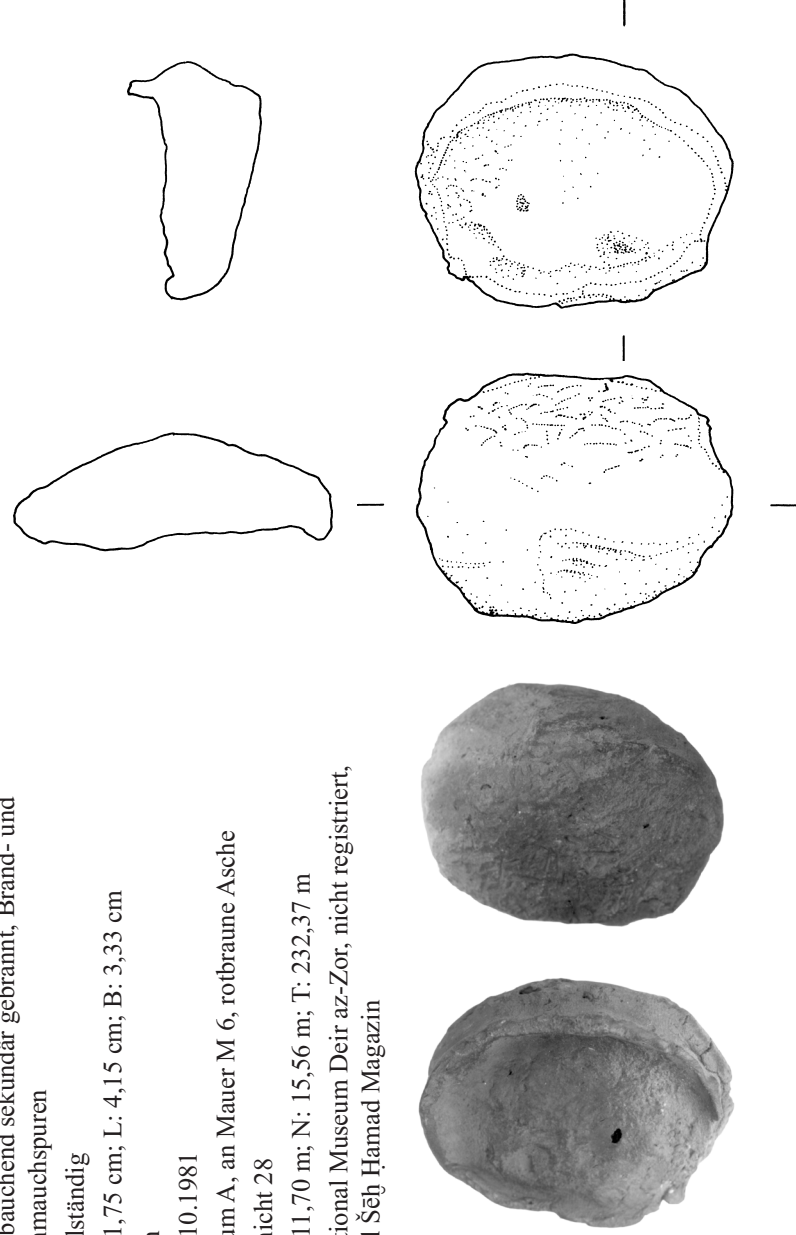 bauchend sekundär gebrannt, Brand- und
mauchspuren
lständig
1,75 cm; L: 4,15 cm; B: 3,33 cm
10.1981
um A, an Mauer M 6, rotbraune Asche
icht 28
11,70 m; N: 15,56 m; T: 232,37 m
tional Museum Deir az-Zor, nicht registriert,
l Šēḫ Ḥamad Magazin